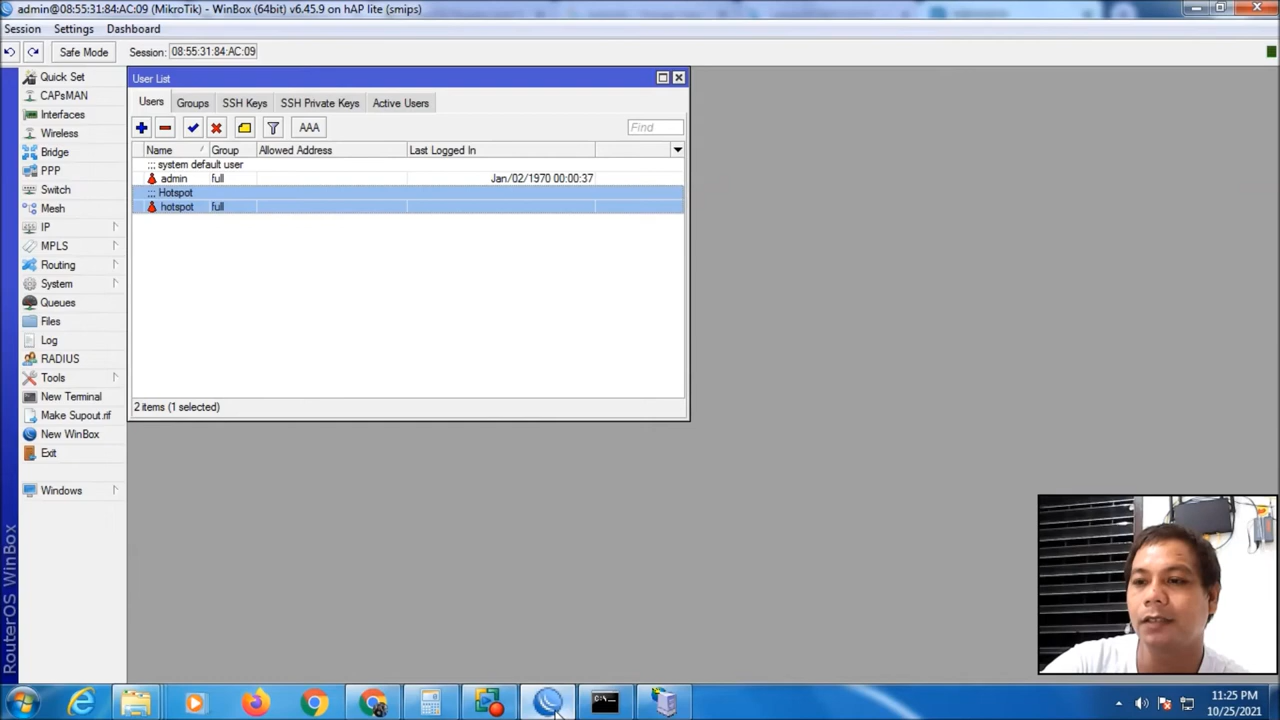 admin@08:55:31:84:AC:09 (MikroTik) - WinBox (64bit) v6.45.9 on hAP lite (smips)
Session Settings Dashboard
Safe Mode Session: 08:55:31:84:AC:09
Quick Set
CAPsMAN
Interfaces
Wireless
Bridge
PPP
Switch
Mesh
IP
MPLS
Routing
System
Queues
Files
Log
RADIUS
Tools
New Terminal
Make Supout.rif
New WinBox
Exit
Windows
RouterOS WinBox
User List
Users Groups SSH Keys SSH Private Keys Active Users
AAA Find
Name Group Allowed Address Last Logged In
;;; system default user
admin full Jan/02/1970 00:00:37
;;; Hotspot
hotspot full
2 items (1 selected)
11:25 PM
10/25/2021